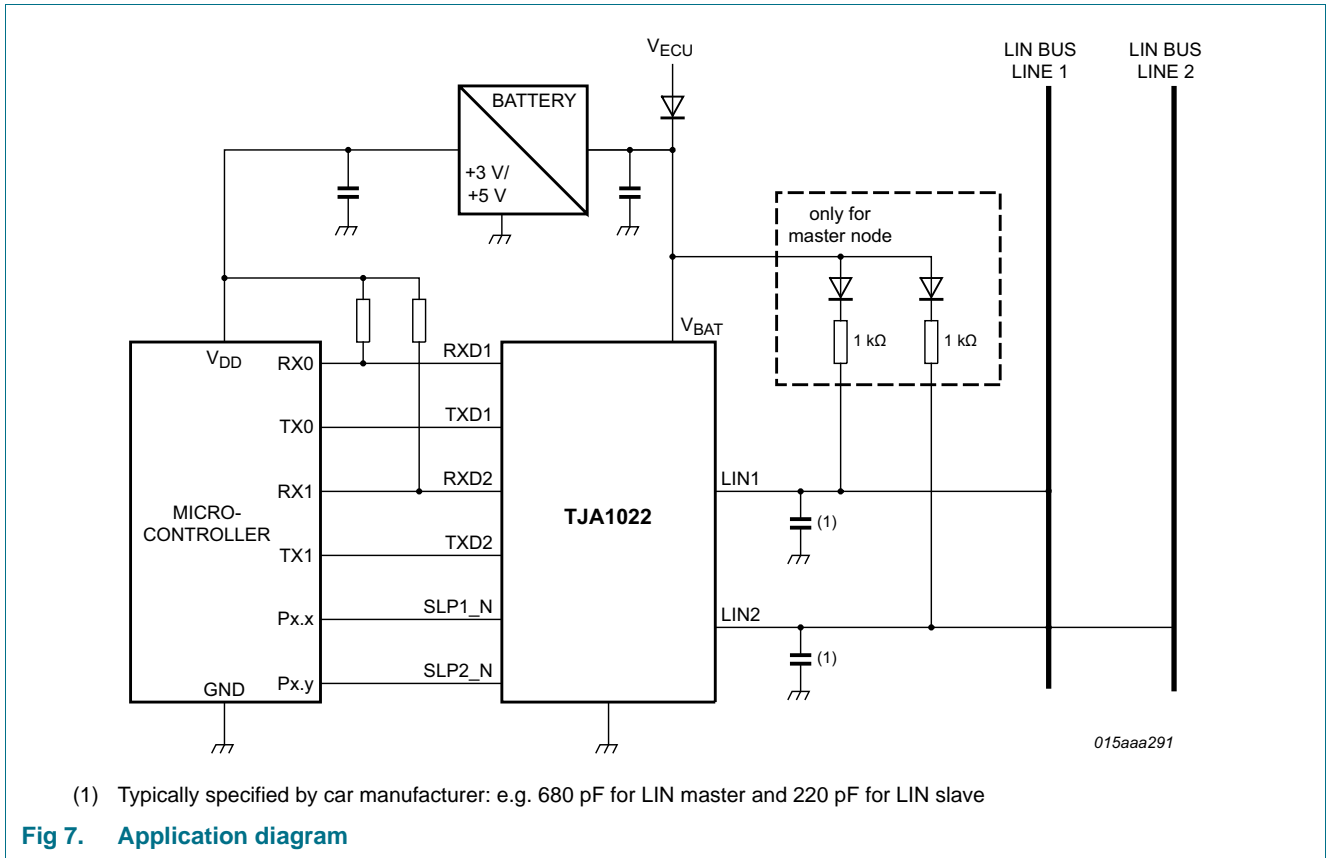 V_ECU
LIN BUS
LINE 1
LIN BUS
LINE 2
BATTERY
+3 V/
+5 V
only for
master node
1 kΩ
1 kΩ
V_BAT
V_DD
RX0
RXD1
TX0
TXD1
RX1
RXD2
MICRO-
CONTROLLER
TJA1022
LIN1
(1)
TX1
TXD2
Px.x
SLP1_N
LIN2
(1)
GND
Px.y
SLP2_N
015aaa291
(1) Typically specified by car manufacturer: e.g. 680 pF for LIN master and 220 pF for LIN slave
Fig 7. Application diagram